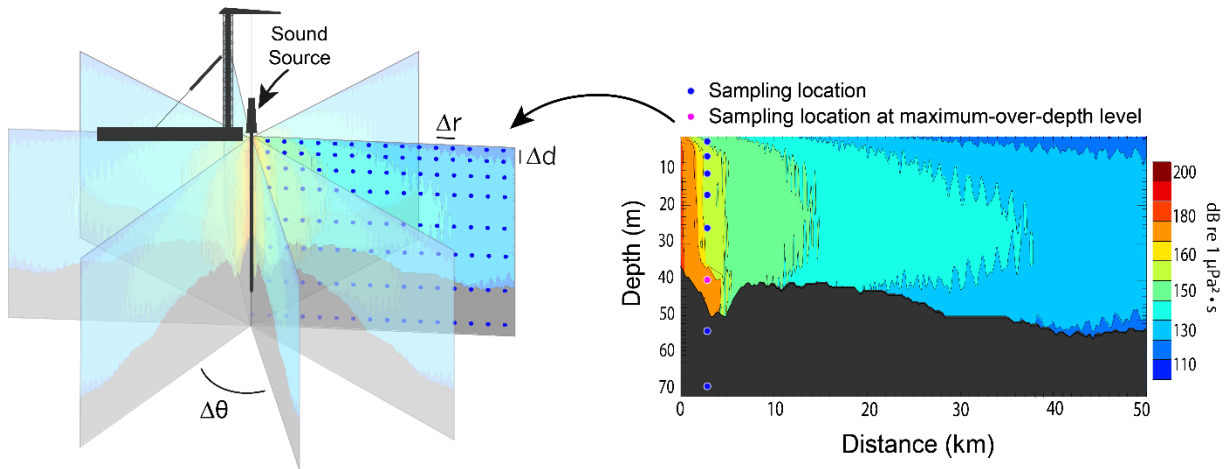 Sound
Source
Δr
Δd
Δθ
Sampling location
Sampling location at maximum-over-depth level
Depth (m)
10
20
30
40
50
60
70
0
10
20
30
40
50
Distance (km)
200
180
160
150
130
110
dB re 1 µPa² • s